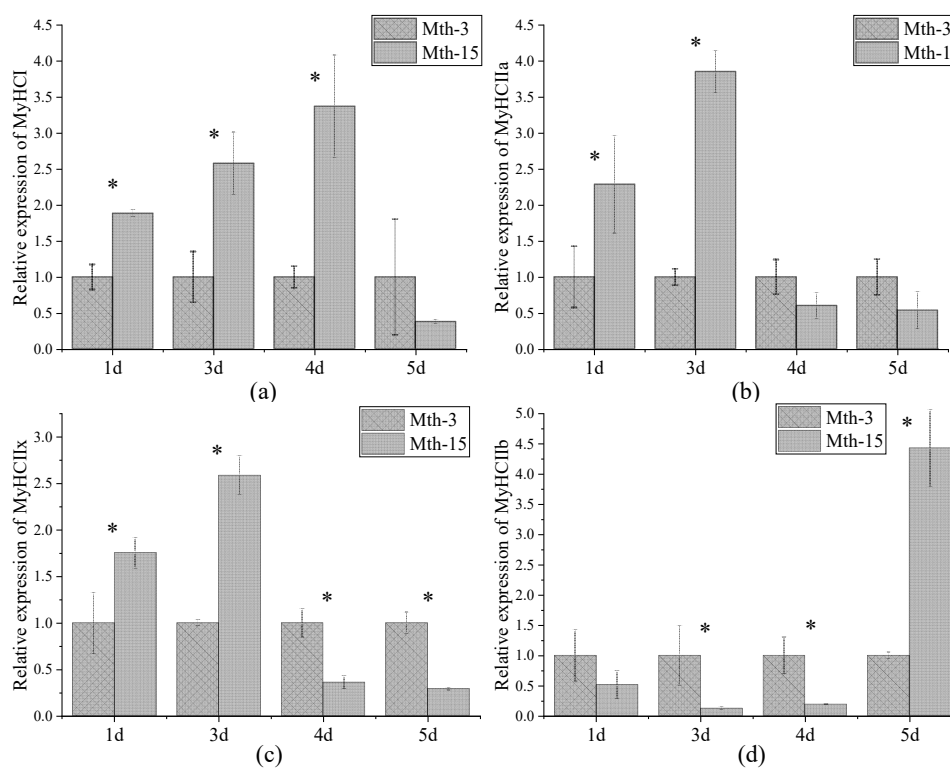 4.5
4.0
3.5
3.0
2.5
2.0
1.5
1.0
0.5
0.0
Relative expression of MyHCI
Mth-3
Mth-15
*
*
*
1d
3d
4d
5d
(a)
4.5
4.0
3.5
3.0
2.5
2.0
1.5
1.0
0.5
0.0
Relative expression of MyHCIIa
Mth-3
Mth-1
*
*
1d
3d
4d
5d
(b)
3.0
2.5
2.0
1.5
1.0
0.5
0.0
Relative expression of MyHCIIx
Mth-3
Mth-15
*
*
*
*
1d
3d
4d
5d
(c)
5.0
4.5
4.0
3.5
3.0
2.5
2.0
1.5
1.0
0.5
0.0
Relative expression of MyHCIIb
Mth-3
Mth-15
*
*
*
1d
3d
4d
5d
(d)